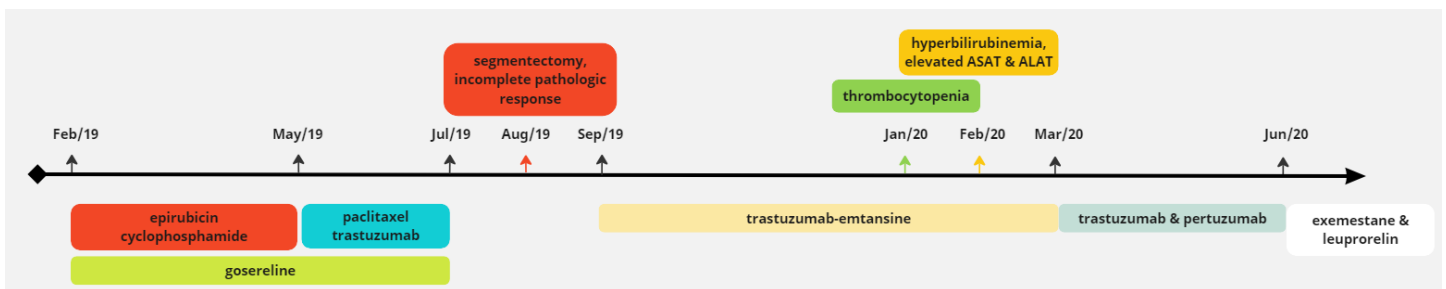 hyperbilirubinemia,
elevated ASAT & ALAT
segmentectomy,
incomplete pathologic
response
thrombocytopenia
Feb/19
May/19
Jul/19
Aug/19
Sep/19
Jan/20
Feb/20
Mar/20
Jun/20
epirubicin
cyclophosphamide
paclitaxel
trastuzumab
trastuzumab-emtansine
trastuzumab & pertuzumab
exemestane &
leuprorelin
gosereline